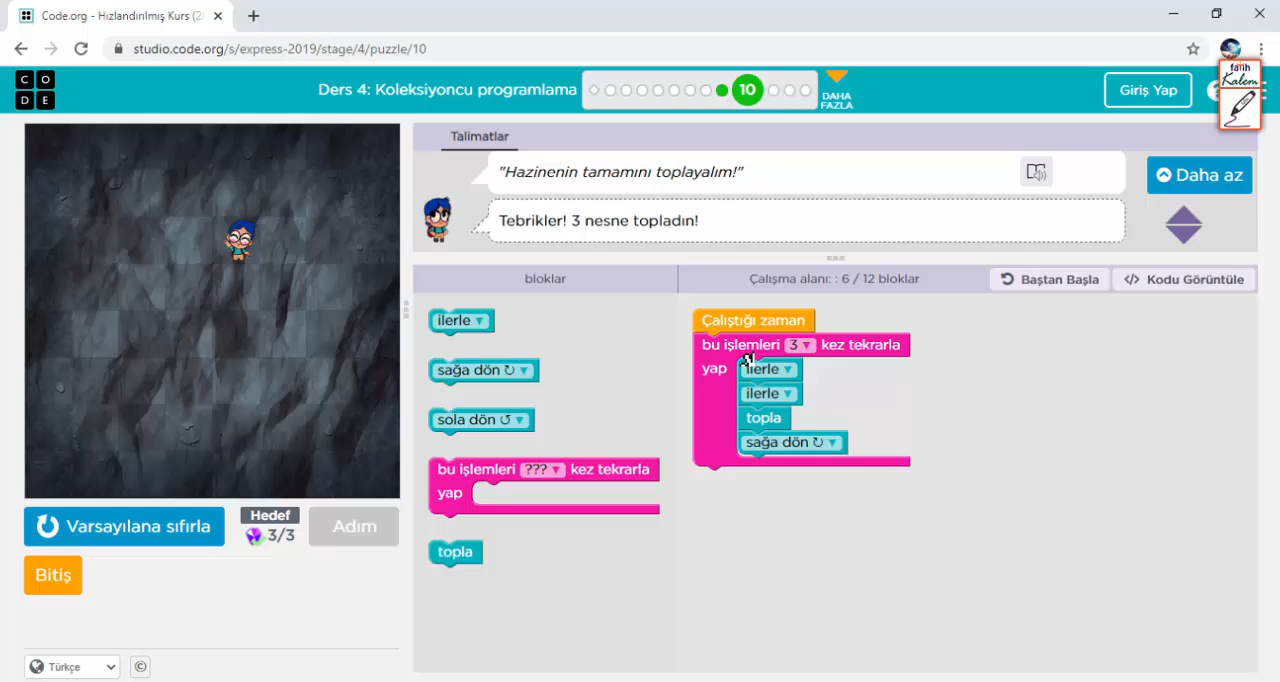 Code.org - Hızlandırılmış Kurs (2
studio.code.org/s/express-2019/stage/4/puzzle/10
C O
D E
Ders 4: Koleksiyoncu programlama
10
DAHA
FAZLA
Giriş Yap
fatih
Kalem
Talimatlar
"Hazinenin tamamını toplayalım!"
Daha az
Tebrikler! 3 nesne topladın!
bloklar
Çalışma alanı: : 6 / 12 bloklar
Baştan Başla
</> Kodu Görüntüle
ilerle
sağa dön
sola dön
bu işlemleri ??? kez tekrarla
yap
topla
Çalıştığı zaman
bu işlemleri 3 kez tekrarla
yap
ilerle
ilerle
topla
sağa dön
Varsayılana sıfırla
Hedef
3/3
Adım
Bitiş
Türkçe
©